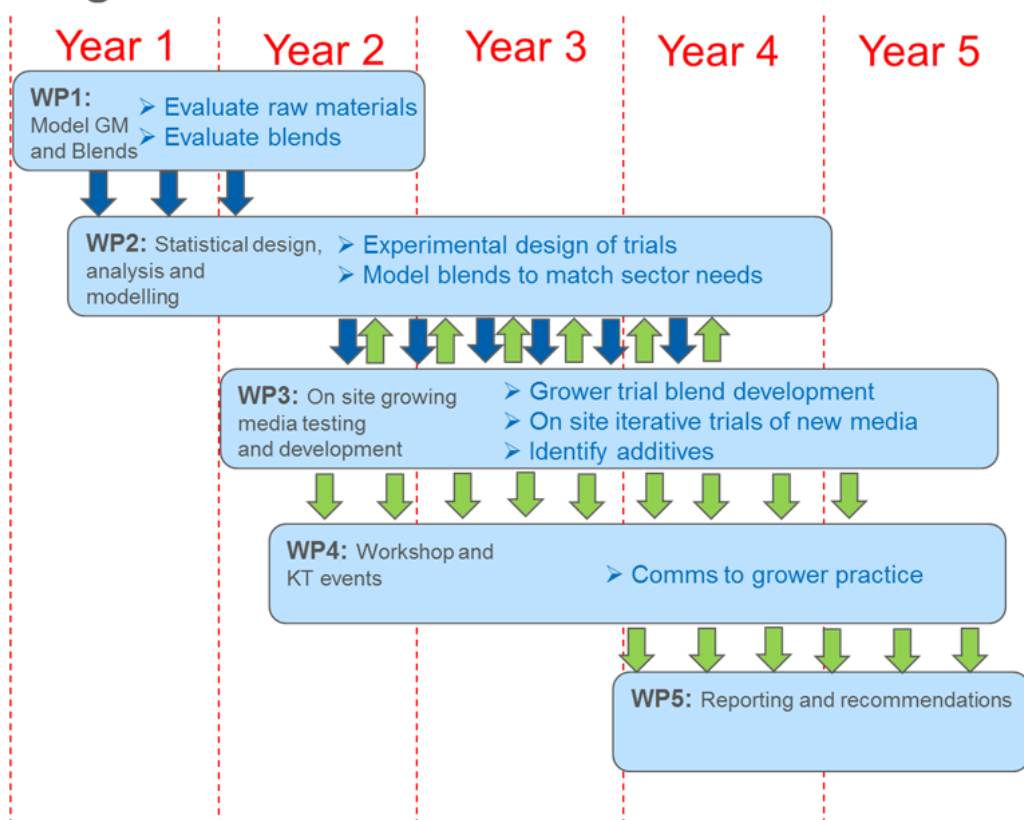 Year 1
Year 2
Year 3
Year 4
Year 5
WP1:
Model GM
and Blends
➢ Evaluate raw materials
➢ Evaluate blends
WP2: Statistical design,
analysis and
modelling
➢ Experimental design of trials
➢ Model blends to match sector needs
WP3: On site growing
media testing
and development
➢ Grower trial blend development
➢ On site iterative trials of new media
➢ Identify additives
WP4: Workshop and
KT events
➢ Comms to grower practice
WP5: Reporting and recommendations